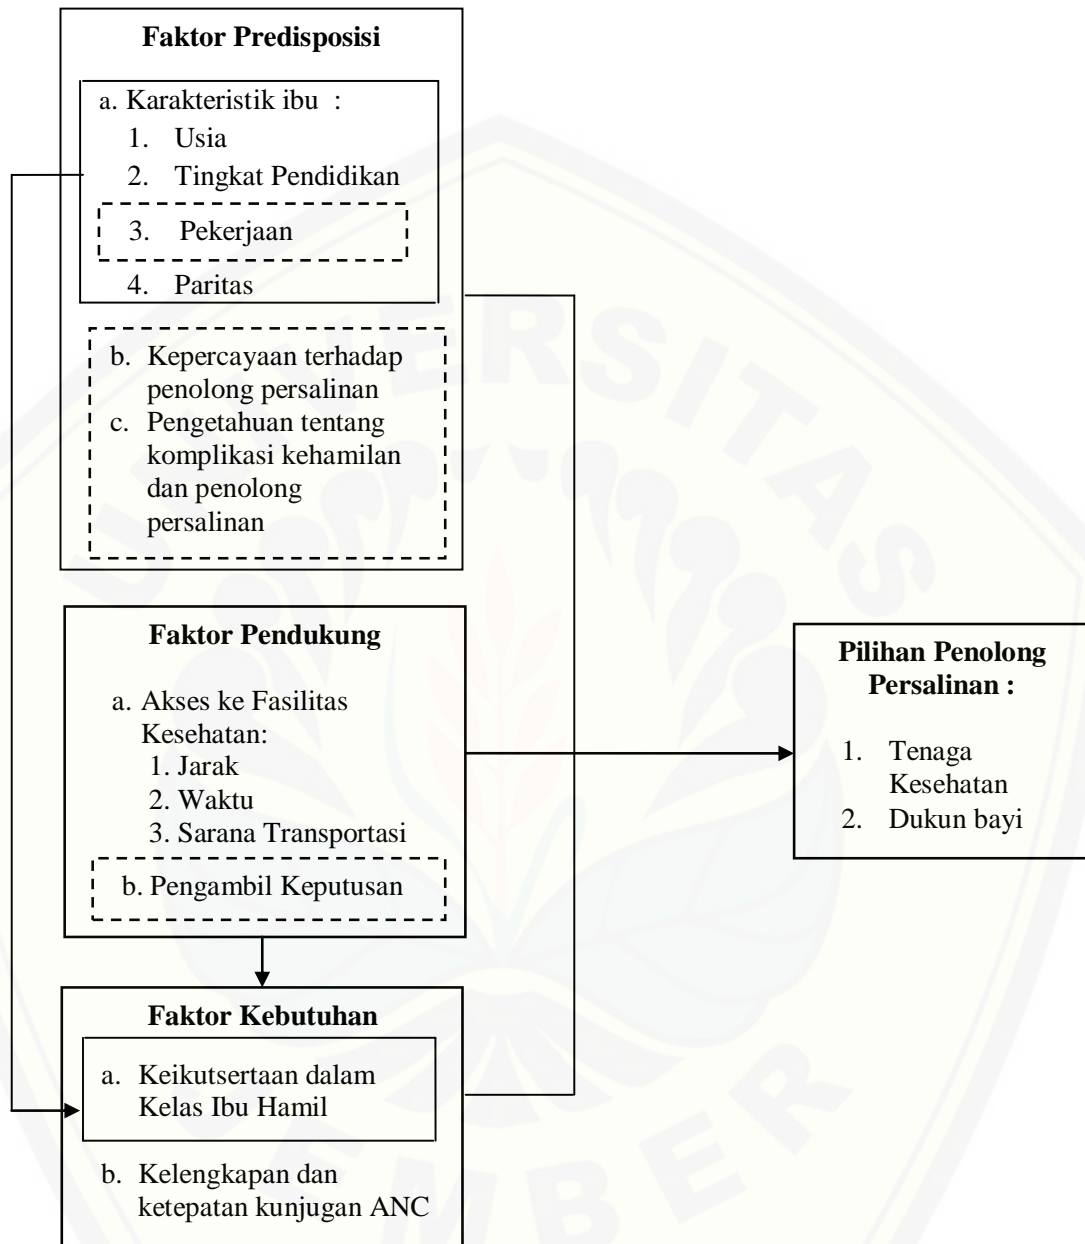 Faktor Predisposisi
a. Karakteristik ibu :
1. Usia
2. Tingkat Pendidikan
3. Pekerjaan
4. Paritas
b. Kepercayaan terhadap
penolong persalinan
c. Pengetahuan tentang
komplikasi kehamilan
dan penolong
persalinan
Faktor Pendukung
a. Akses ke Fasilitas
Kesehatan:
1. Jarak
2. Waktu
3. Sarana Transportasi
b. Pengambil Keputusan
Faktor Kebutuhan
a. Keikutsertaan dalam
Kelas Ibu Hamil
b. Kelengkapan dan
ketepatan kunjugan ANC
Pilihan Penolong
Persalinan :
1. Tenaga
Kesehatan
2. Dukun bayi
UNIVERSITAS
JEMBER